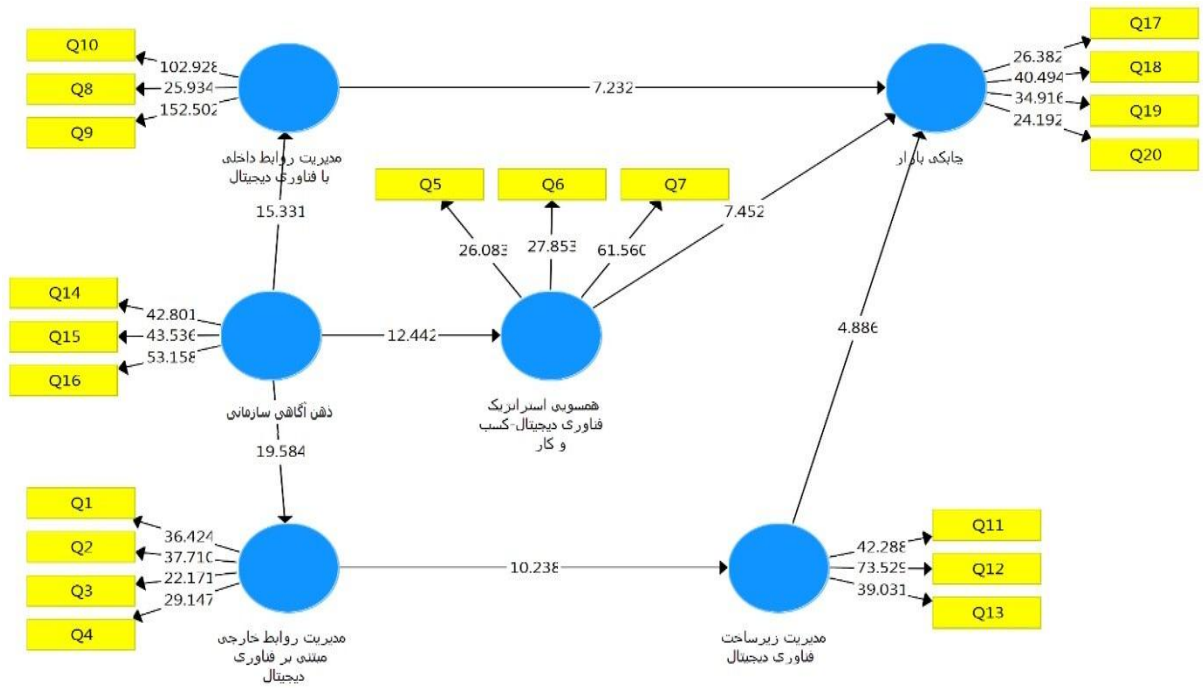 Q10
Q8
Q9
102.928
25.934
152.502
مدیریت روابط داخلی
با فناوری دیجیتال
7.232
Q17
Q18
Q19
Q20
26.382
40.494
34.916
24.192
چابکی بازار
15.331
Q5
Q6
Q7
26.083
27.853
61.560
7.452
Q14
Q15
Q16
42.801
43.536
53.158
ذهن آگاهی سازمانی
12.442
همسویی استراتژیک
فناوری دیجیتال-کسب
و کار
4.886
19.584
Q1
Q2
Q3
Q4
36.424
37.710
22.171
29.147
مدیریت روابط خارجی
مبتنی بر فناوری
دیجیتال
10.238
مدیریت زیرساخت
فناوری دیجیتال
42.288
73.529
39.031
Q11
Q12
Q13